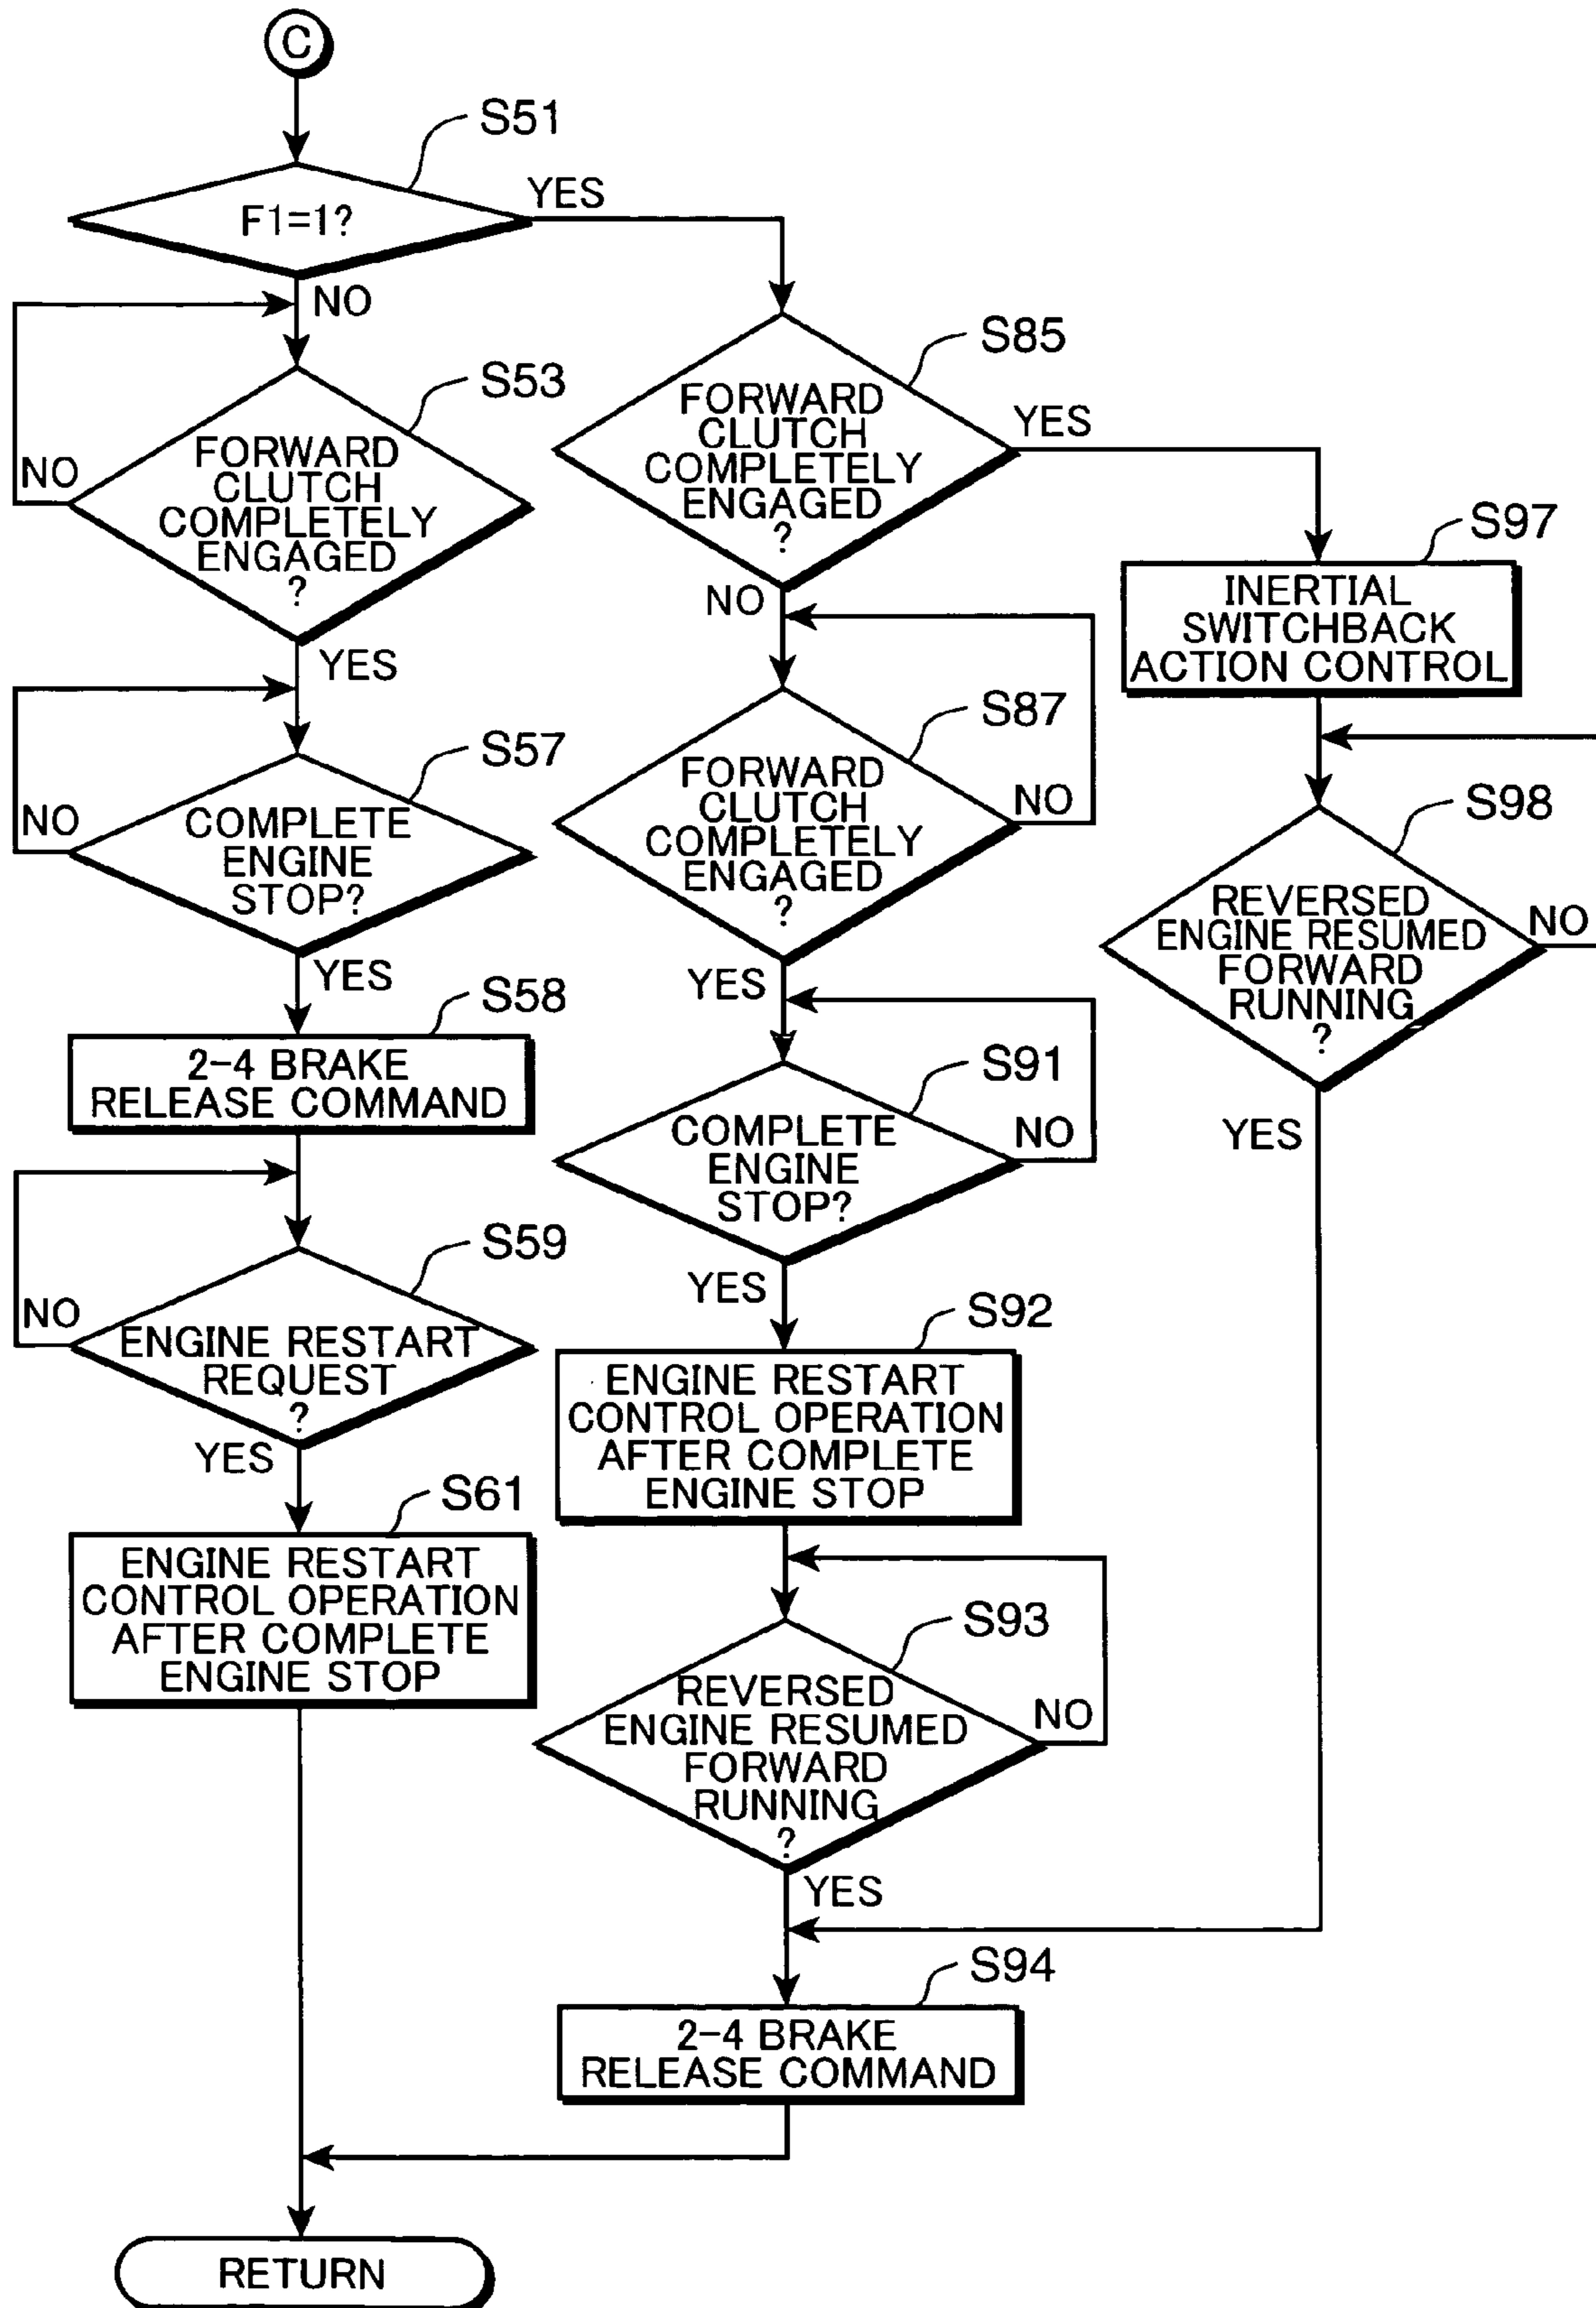 C
S51
F1=1?
YES
NO
S53
FORWARD
CLUTCH
COMPLETELY
ENGAGED
?
NO
YES
S57
COMPLETE
ENGINE
STOP?
NO
YES
S58
2-4 BRAKE
RELEASE COMMAND
S59
ENGINE RESTART
REQUEST
?
NO
YES
S61
ENGINE RESTART
CONTROL OPERATION
AFTER COMPLETE
ENGINE STOP
S85
FORWARD
CLUTCH
COMPLETELY
ENGAGED
?
YES
NO
S87
FORWARD
CLUTCH
COMPLETELY
ENGAGED
?
NO
YES
S91
COMPLETE
ENGINE
STOP?
NO
YES
S92
ENGINE RESTART
CONTROL OPERATION
AFTER COMPLETE
ENGINE STOP
S93
REVERSED
ENGINE RESUMED
FORWARD
RUNNING
?
NO
YES
S97
INERTIAL
SWITCHBACK
ACTION CONTROL
S98
REVERSED
ENGINE RESUMED
FORWARD
RUNNING
?
NO
YES
S94
2-4 BRAKE
RELEASE COMMAND
RETURN